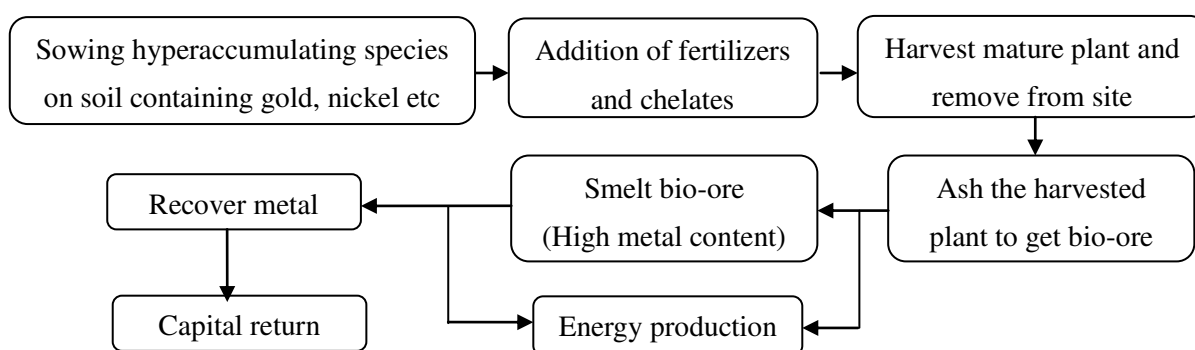 Sowing hyperaccumulating species
on soil containing gold, nickel etc
Addition of fertilizers
and chelates
Harvest mature plant and
remove from site
Ash the harvested
plant to get bio-ore
Smelt bio-ore
(High metal content)
Recover metal
Capital return
Energy production